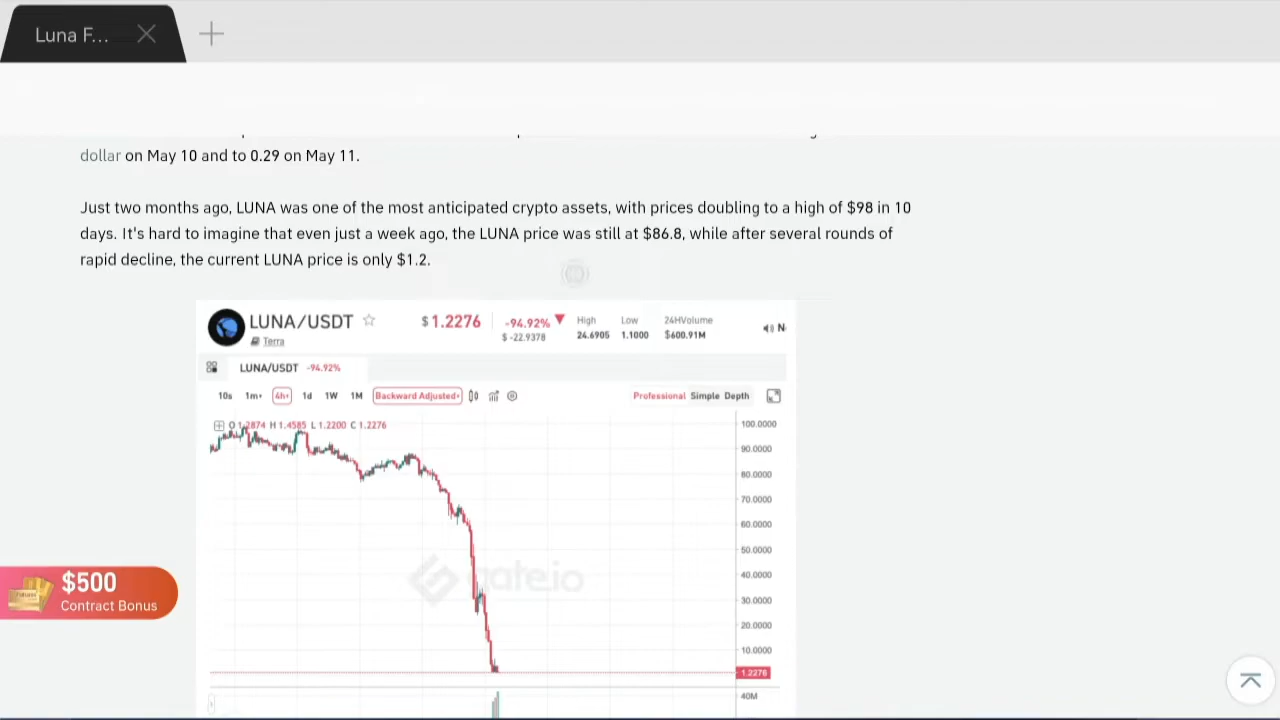 Luna F...
dollar on May 10 and to 0.29 on May 11.
Just two months ago, LUNA was one of the most anticipated crypto assets, with prices doubling to a high of $98 in 10
days. It's hard to imagine that even just a week ago, the LUNA price was still at $86.8, while after several rounds of
rapid decline, the current LUNA price is only $1.2.
LUNA/USDT $ 1.2276 -94.92% High Low 24HVolume
Terra $ -22.9378 24.6905 1.1000 $600.91M N
LUNA/USDT -94.92%
10s 1m 4h 1d 1W 1M Backward Adjusted Professional Simple Depth
O 1.2874 H 1.4585 L 1.2200 C 1.2276
100.0000
90.0000
80.0000
70.0000
60.0000
50.0000
40.0000
30.0000
20.0000
10.0000
1.2276
40M
gate.io
$500
Contract Bonus